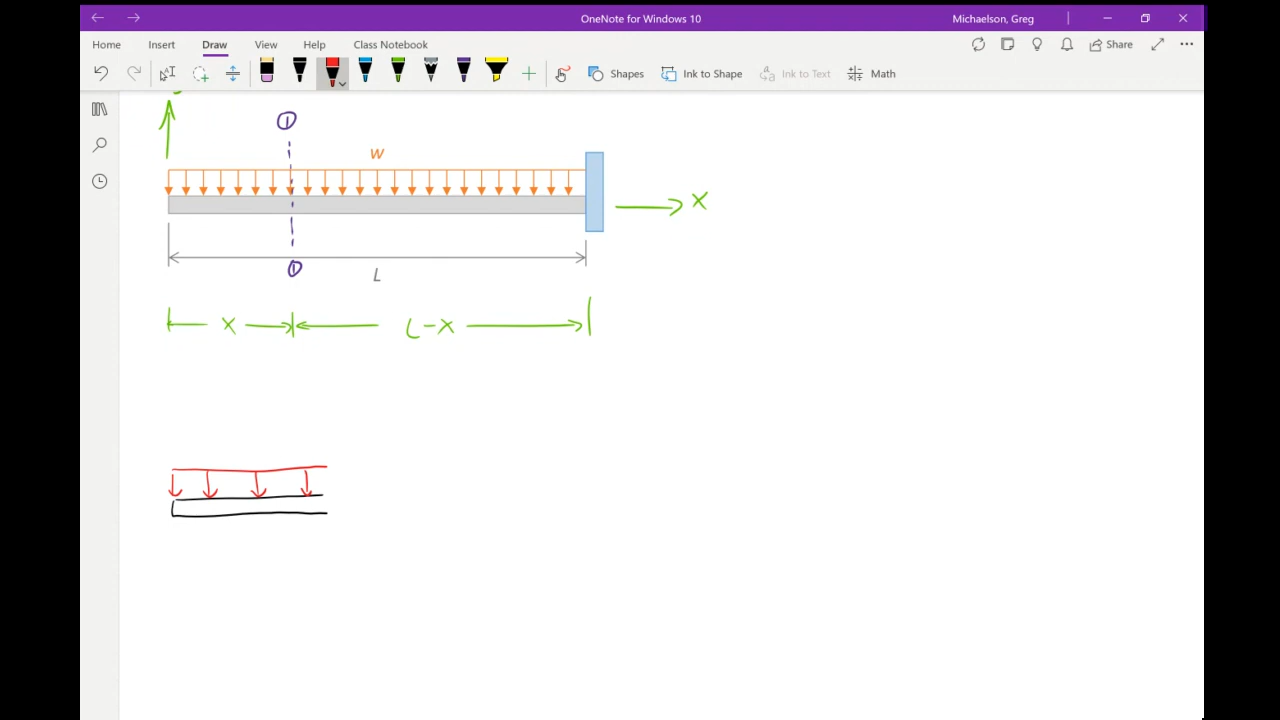 OneNote for Windows 10
Michaelson, Greg
Home Insert Draw View Help Class Notebook
Share
Shapes Ink to Shape Ink to Text Math
1
w
X
1
L
X L-X